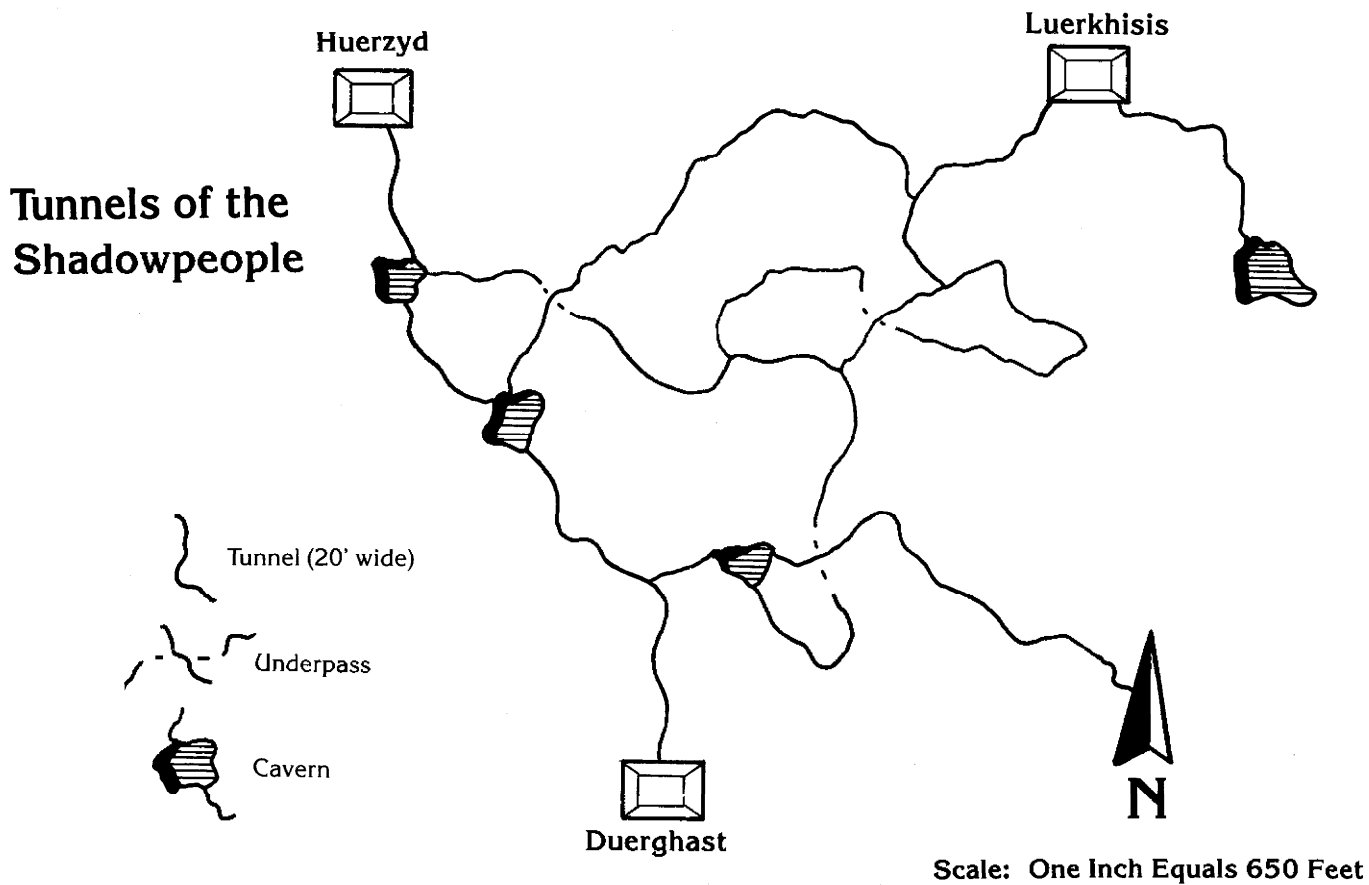 Huerzyd
Luerkhisis
Tunnels of the
Shadowpeople
Tunnel (20' wide)
Underpass
Cavern
Duerghast
N
Scale: One Inch Equals 650 Feet